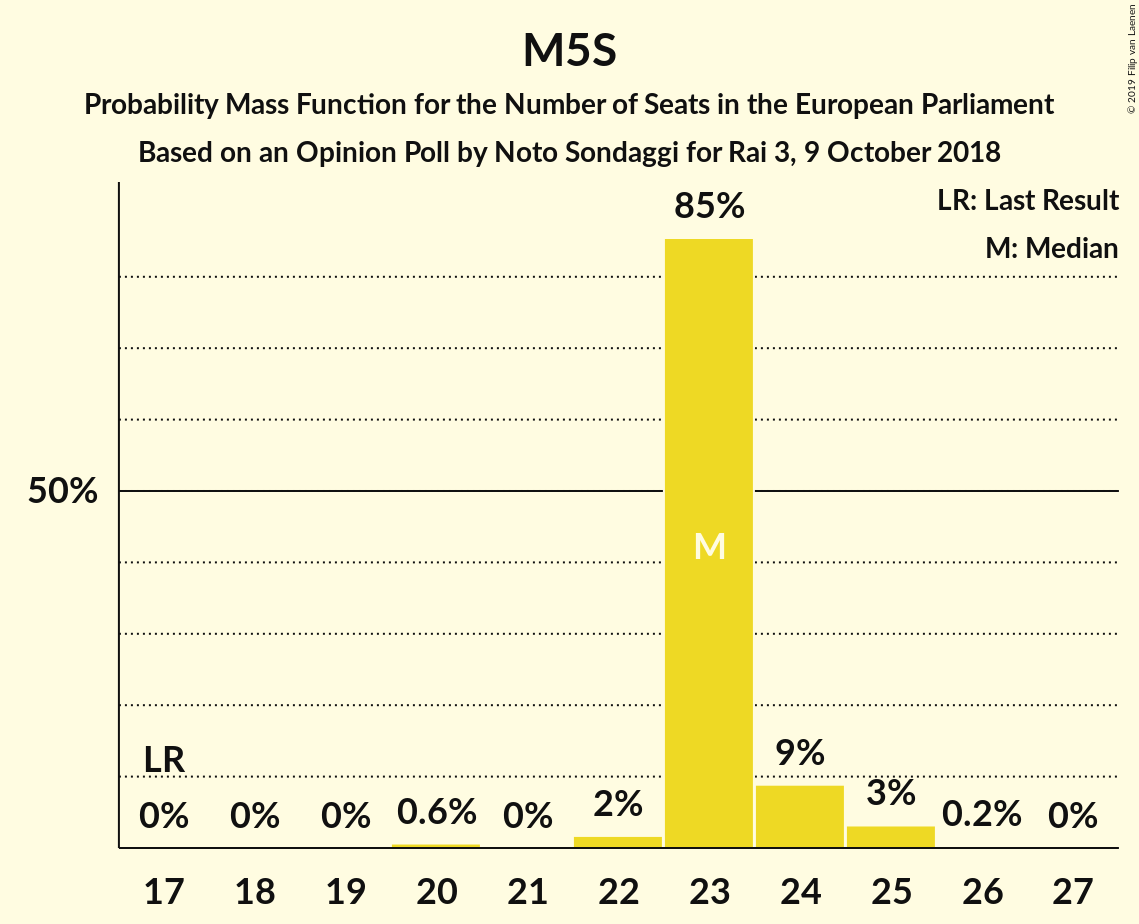 M5S
Probability Mass Function for the Number of Seats in the European Parliament
Based on an Opinion Poll by Noto Sondaggi for Rai 3, 9 October 2018
© 2019 Filip van Laenen
LR: Last Result
M: Median
85%
50%
M
LR
9%
3%
2%
0.6%
0.2%
0%
0%
0%
0%
0%
17 18 19 20 21 22 23 24 25 26 27